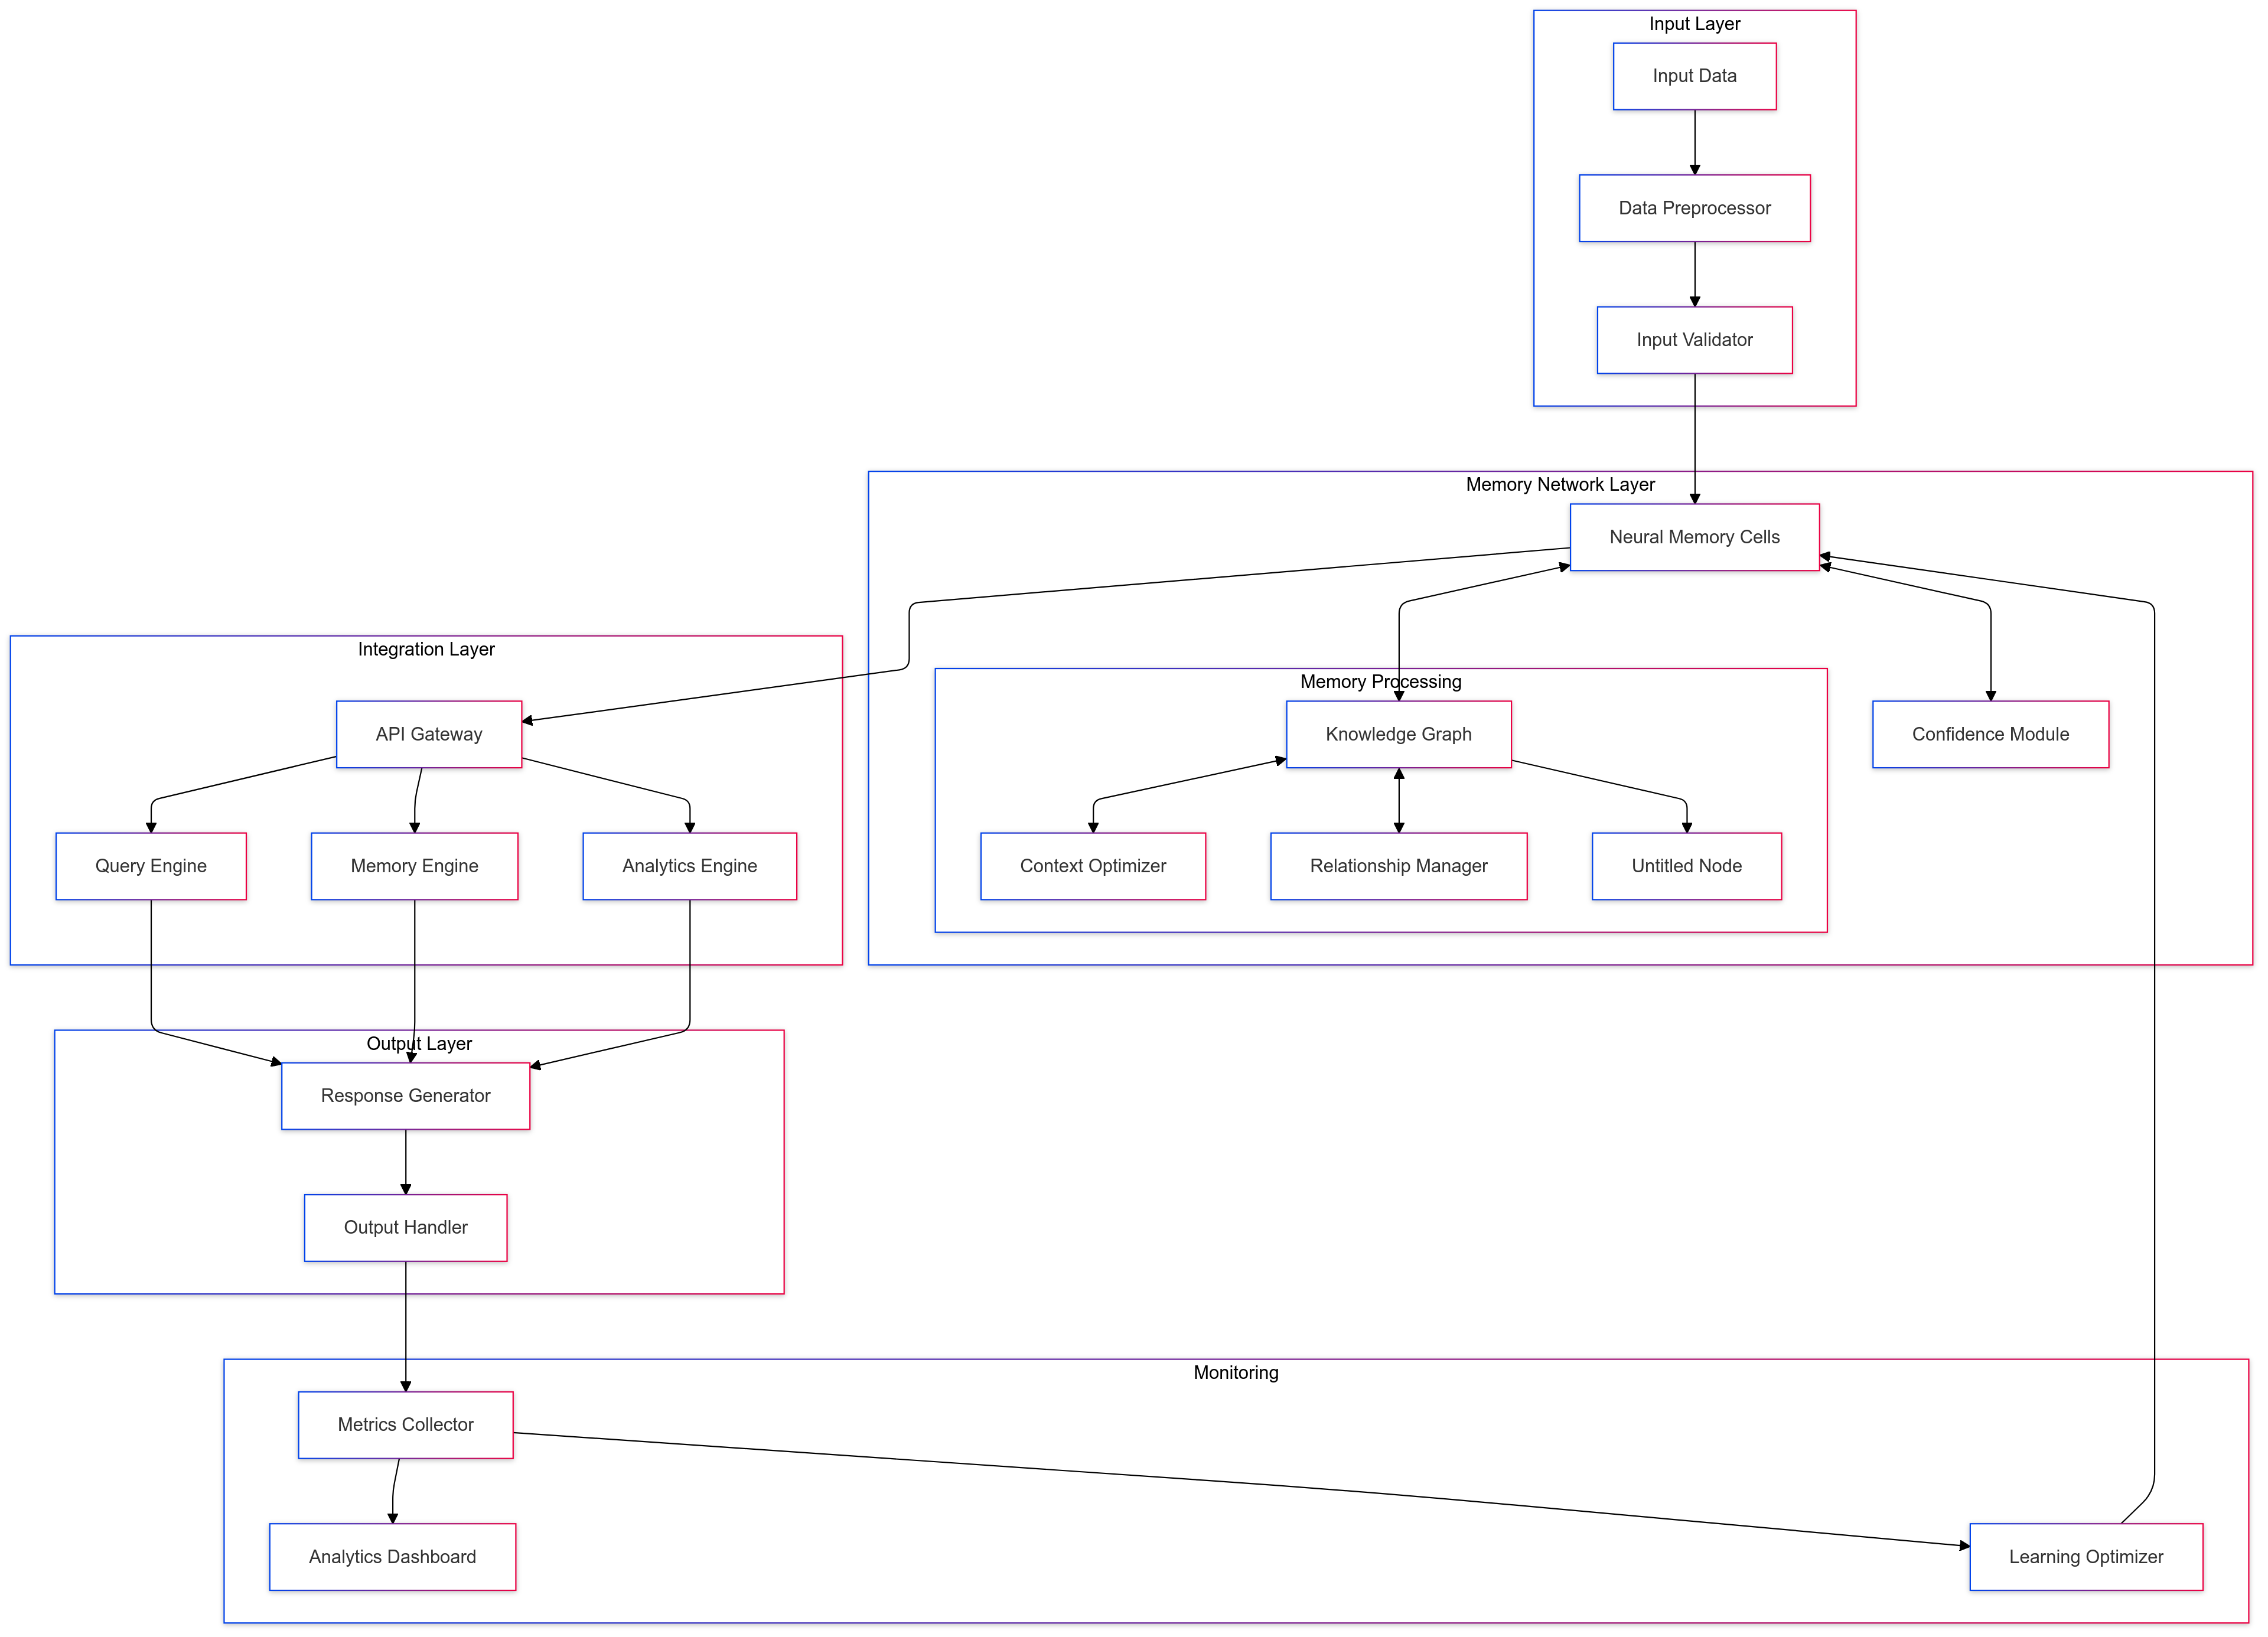 Input Layer
Input Data
Data Preprocessor
Input Validator
Memory Network Layer
Neural Memory Cells
Integration Layer
Memory Processing
API Gateway
Knowledge Graph
Confidence Module
Query Engine
Memory Engine
Analytics Engine
Context Optimizer
Relationship Manager
Untitled Node
Output Layer
Response Generator
Output Handler
Monitoring
Metrics Collector
Analytics Dashboard
Learning Optimizer